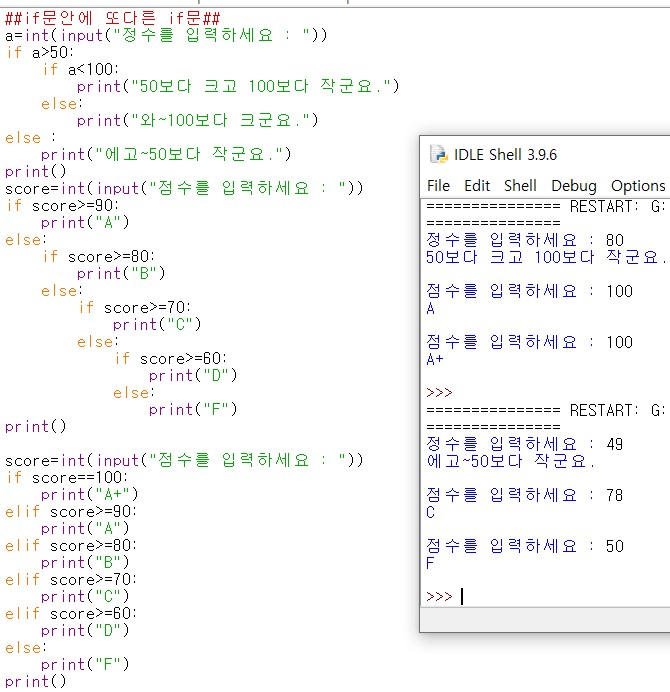 ##if문안에 또다른 if문##
a=int(input("정수를 입력하세요 : "))
if a>50:
    if a<100:
        print("50보다 크고 100보다 작군요.")
    else:
        print("와~100보다 크군요.")
else :
    print("에고~50보다 작군요.")
print()
score=int(input("점수를 입력하세요 : "))
if score>=90:
    print("A")
else:
    if score>=80:
        print("B")
    else:
        if score>=70:
            print("C")
        else:
            if score>=60:
                print("D")
            else:
                print("F")
print()

score=int(input("점수를 입력하세요 : "))
if score==100:
    print("A+")
elif score>=90:
    print("A")
elif score>=80:
    print("B")
elif score>=70:
    print("C")
elif score>=60:
    print("D")
else:
    print("F")
print()
IDLE Shell 3.9.6
File Edit Shell Debug Options
=============== RESTART: G:
===============
정수를 입력하세요 : 80
50보다 크고 100보다 작군요.

점수를 입력하세요 : 100
A

점수를 입력하세요 : 100
A+

>>>
=============== RESTART: G:
===============
정수를 입력하세요 : 49
에고~50보다 작군요.

점수를 입력하세요 : 78
C

점수를 입력하세요 : 50
F

>>>